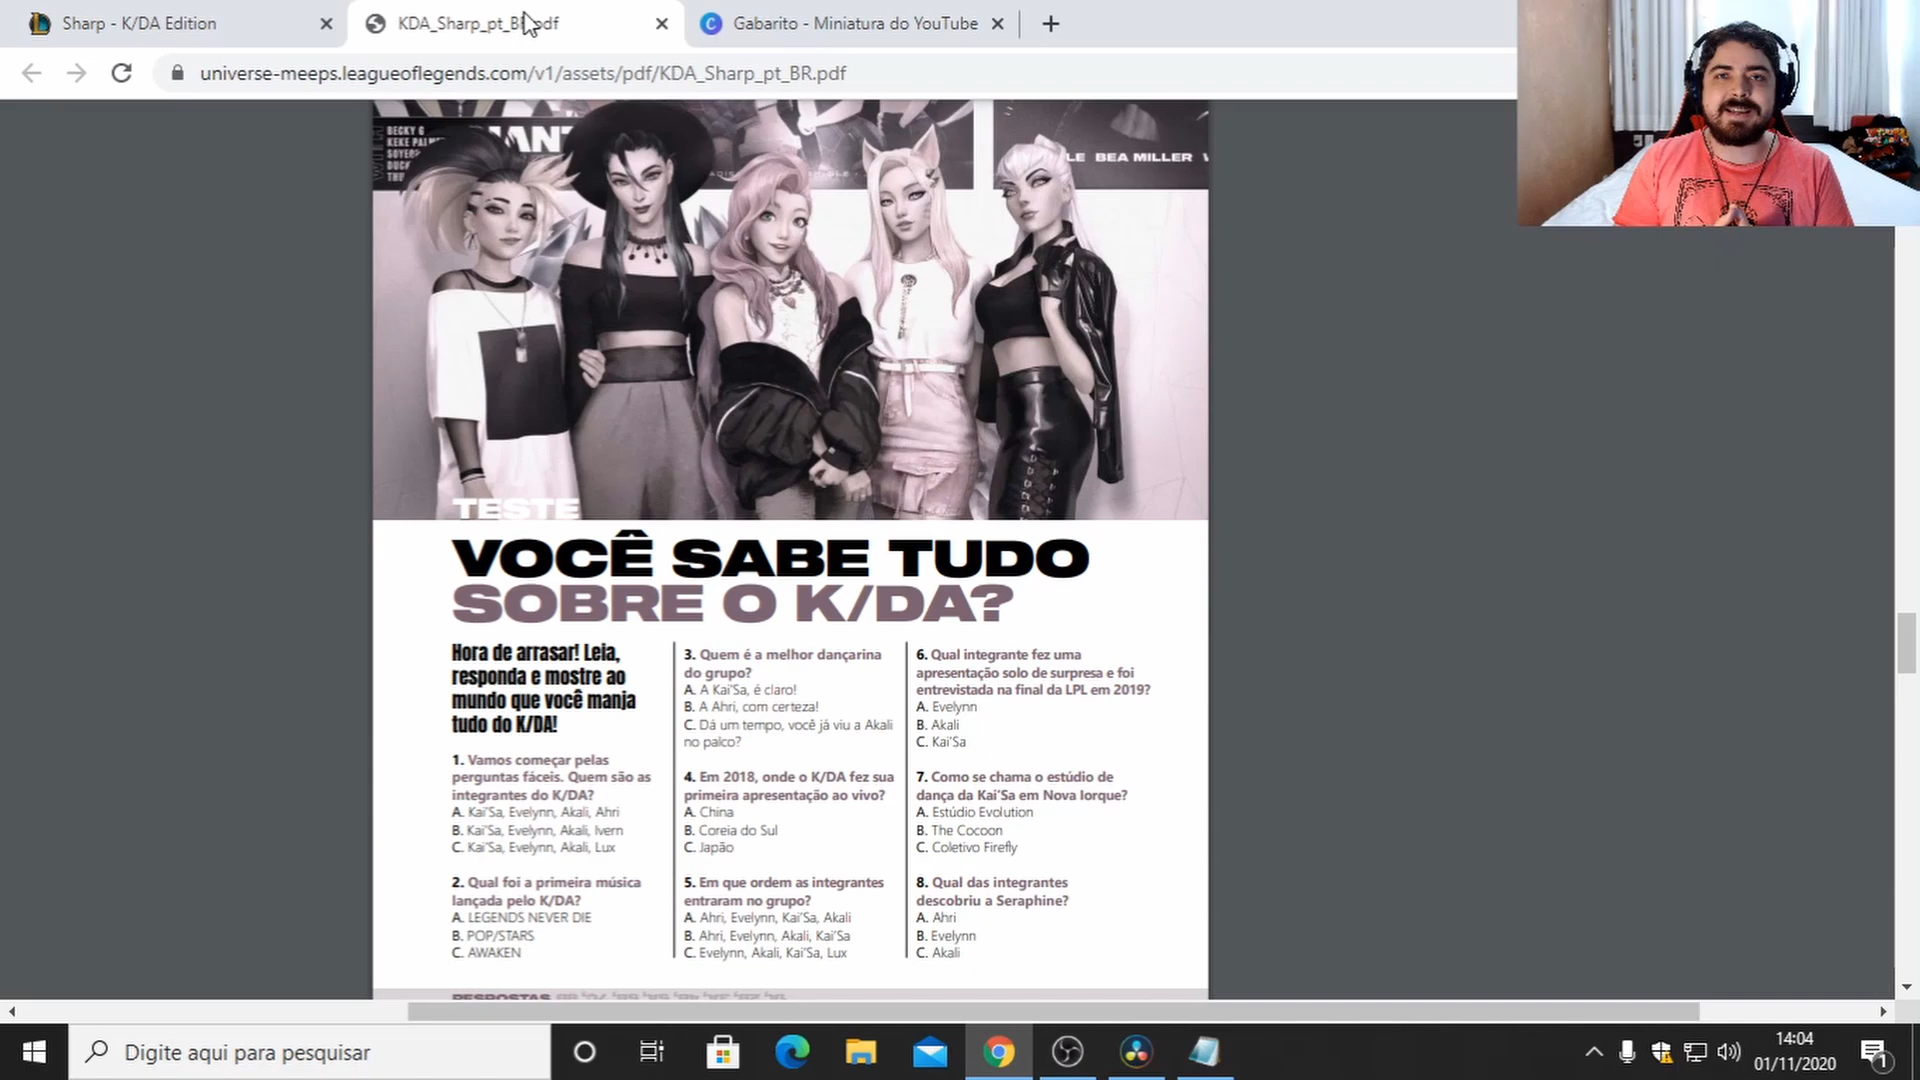 Sharp - K/DA Edition
KDA_Sharp_pt_BR.pdf
Gabarito - Miniatura do YouTube
universe-meeps.leagueoflegends.com/v1/assets/pdf/KDA_Sharp_pt_BR.pdf
BECKY G
BEA MILLER
TESTE
VOCÊ SABE TUDO
SOBRE O K/DA?
Hora de arrasar! Leia,
responda e mostre ao
mundo que você manja
tudo do K/DA!
1. Vamos começar pelas
perguntas fáceis. Quem são as
integrantes do K/DA?
A. Kai'Sa, Evelynn, Akali, Ahri
B. Kai'Sa, Evelynn, Akali, Ivern
C. Kai'Sa, Evelynn, Akali, Lux
2. Qual foi a primeira música
lançada pelo K/DA?
A. LEGENDS NEVER DIE
B. POP/STARS
C. AWAKEN
3. Quem é a melhor dançarina
do grupo?
A. A Kai'Sa, é claro!
B. A Ahri, com certeza!
C. Dá um tempo, você já viu a Akali
no palco?
4. Em 2018, onde o K/DA fez sua
primeira apresentação ao vivo?
A. China
B. Coreia do Sul
C. Japão
5. Em que ordem as integrantes
entraram no grupo?
A. Ahri, Evelynn, Kai'Sa, Akali
B. Ahri, Evelynn, Akali, Kai'Sa
C. Evelynn, Akali, Kai'Sa, Lux
6. Qual integrante fez uma
apresentação solo de surpresa e foi
entrevistada na final da LPL em 2019?
A. Evelynn
B. Akali
C. Kai'Sa
7. Como se chama o estúdio de
dança da Kai'Sa em Nova Iorque?
A. Estúdio Evolution
B. The Cocoon
C. Coletivo Firefly
8. Qual das integrantes
descobriu a Seraphine?
A. Ahri
B. Evelynn
C. Akali
RESPOSTAS
Digite aqui para pesquisar
14:04
01/11/2020
1